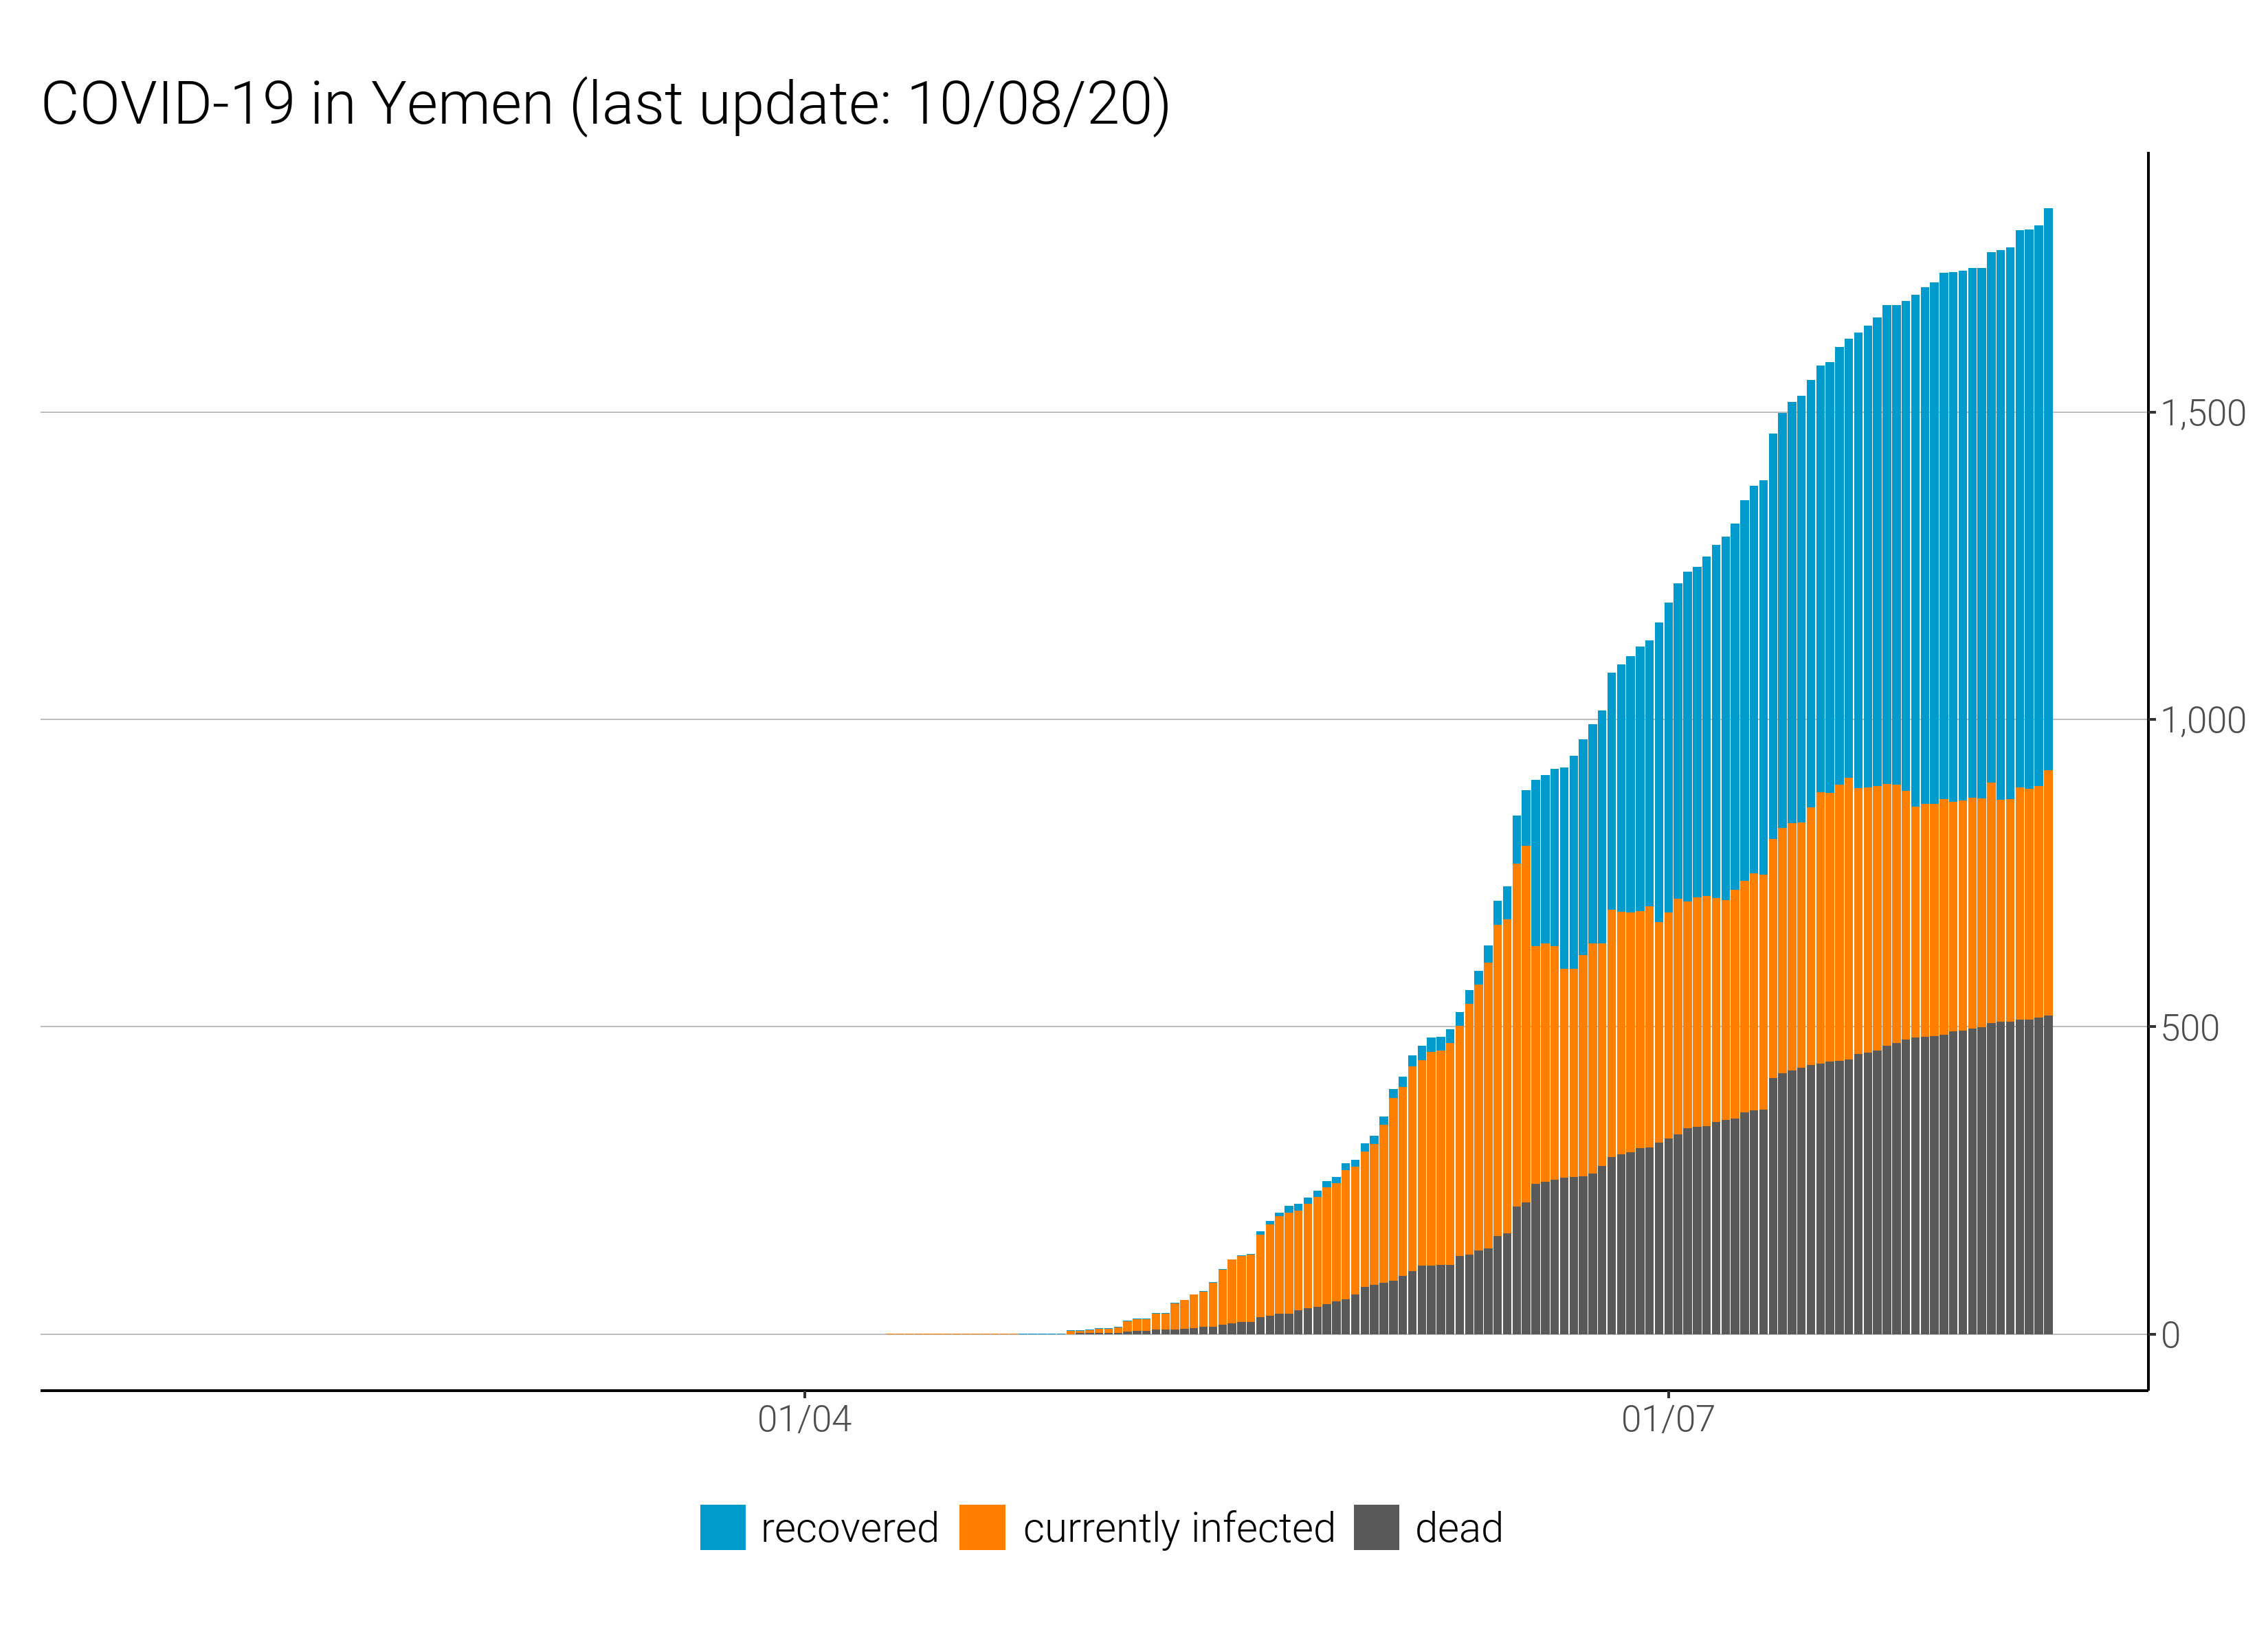 COVID-19 in Yemen (last update: 10/08/20)
1,500
1,000
500
0
01/04 01/07
recovered currently infected dead